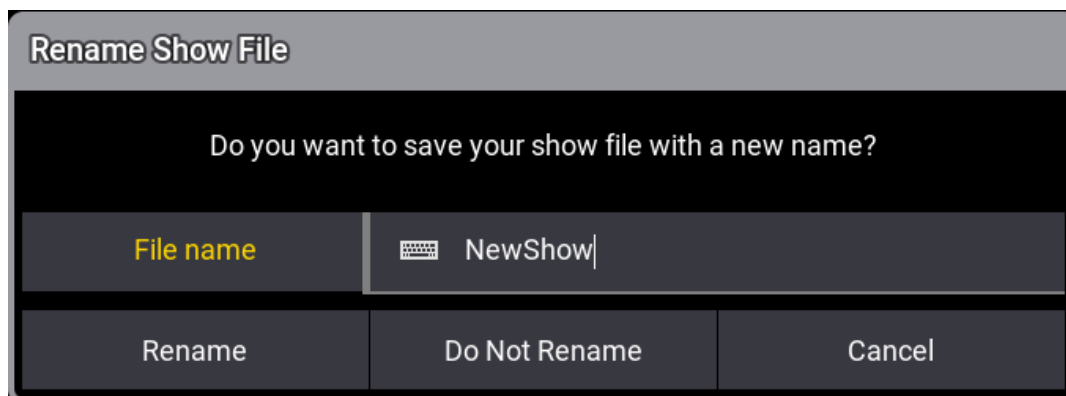 Rename Show File
Do you want to save your show file with a new name?
File name NewShow
Rename Do Not Rename Cancel